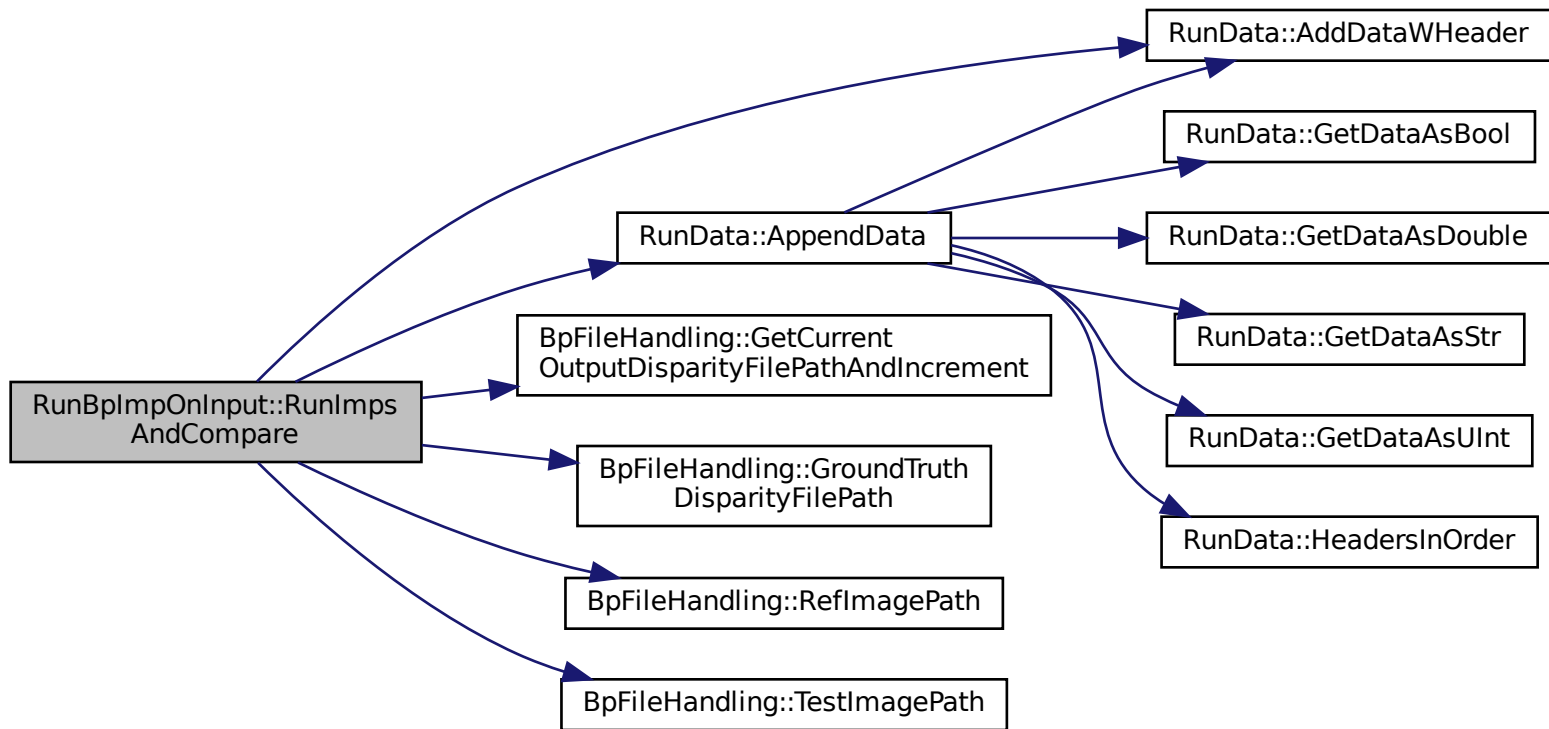 RunBpImpOnInput::RunImps
AndCompare
RunData::AddDataWHeader
RunData::AppendData
RunData::GetDataAsBool
RunData::GetDataAsDouble
RunData::GetDataAsStr
RunData::GetDataAsUInt
RunData::HeadersInOrder
BpFileHandling::GetCurrent
OutputDisparityFilePathAndIncrement
BpFileHandling::GroundTruth
DisparityFilePath
BpFileHandling::RefImagePath
BpFileHandling::TestImagePath